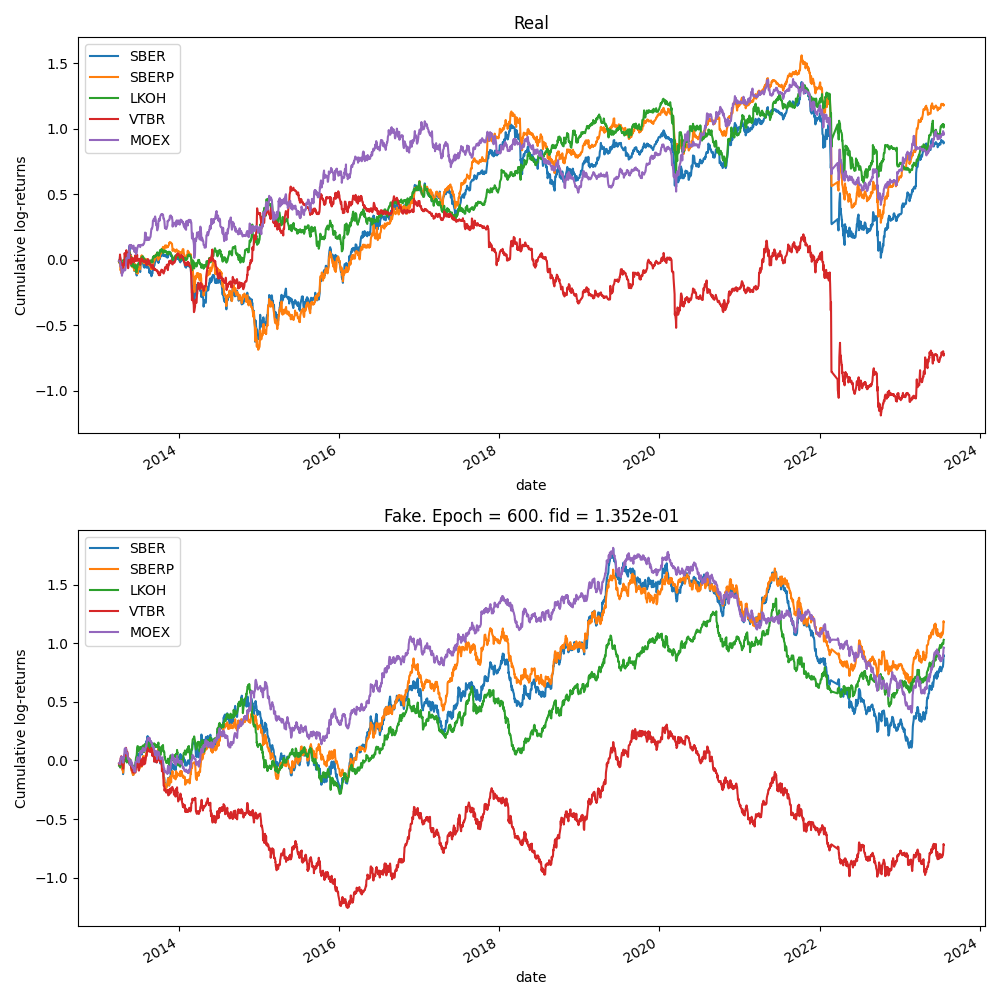 Real
SBER
SBERP
LKOH
VTBR
MOEX
Cumulative log-returns
1.5
1.0
0.5
0.0
−0.5
−1.0
2014 2016 2018 2020 2022 2024
date
Fake. Epoch = 600. fid = 1.352e-01
SBER
SBERP
LKOH
VTBR
MOEX
Cumulative log-returns
1.5
1.0
0.5
0.0
−0.5
−1.0
2014 2016 2018 2020 2022 2024
date